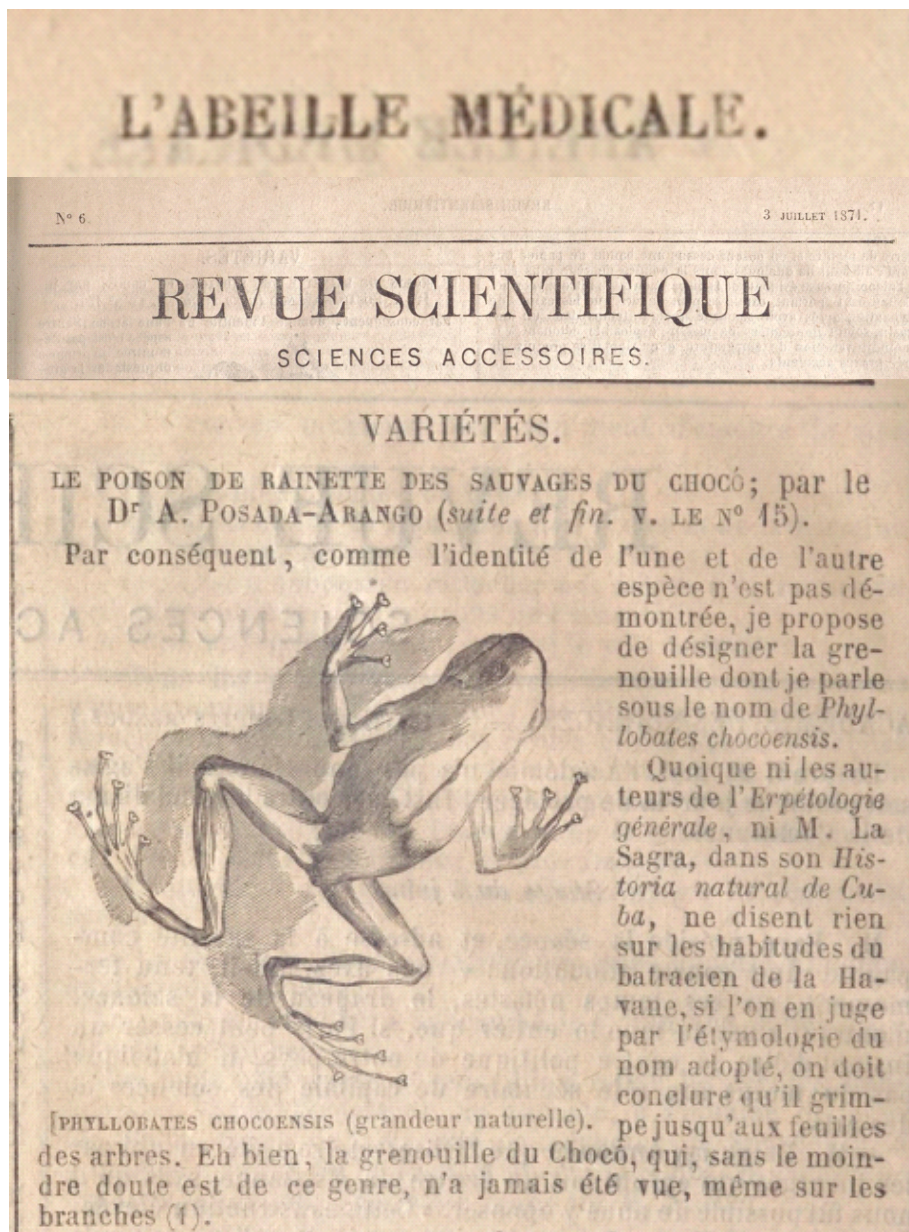 L'ABEILLE MÉDICALE.
N° 6
3 JUILLET 1871.
REVUE SCIENTIFIQUE
SCIENCES ACCESSOIRES.
VARIÉTÉS.
LE POISON DE RAINETTE DES SAUVAGES DU CHOCÓ; par le
Dr A. POSADA-ARANGO (suite et fin. V. LE N° 15).
Par conséquent, comme l'identité de l'une et de l'autre
espèce n'est pas dé-
montrée, je propose
de désigner la gre-
nouille dont je parle
sous le nom de Phyl-
lobates chocoensis.
Quoique ni les au-
teurs de l'Erpétologie
générale, ni M. La
Sagra, dans son His-
toria natural de Cu-
ba, ne disent rien
sur les habitudes du
batracien de la Ha-
vane, si l'on en juge
par l'étymologie du
nom adopté, on doit
conclure qu'il grim-
pe jusqu'aux feuilles
[PHYLLOBATES CHOCOENSIS (grandeur naturelle).
des arbres. Eh bien, la grenouille du Chocó, qui, sans le moin-
dre doute est de ce genre, n'a jamais été vue, même sur les
branches (1).